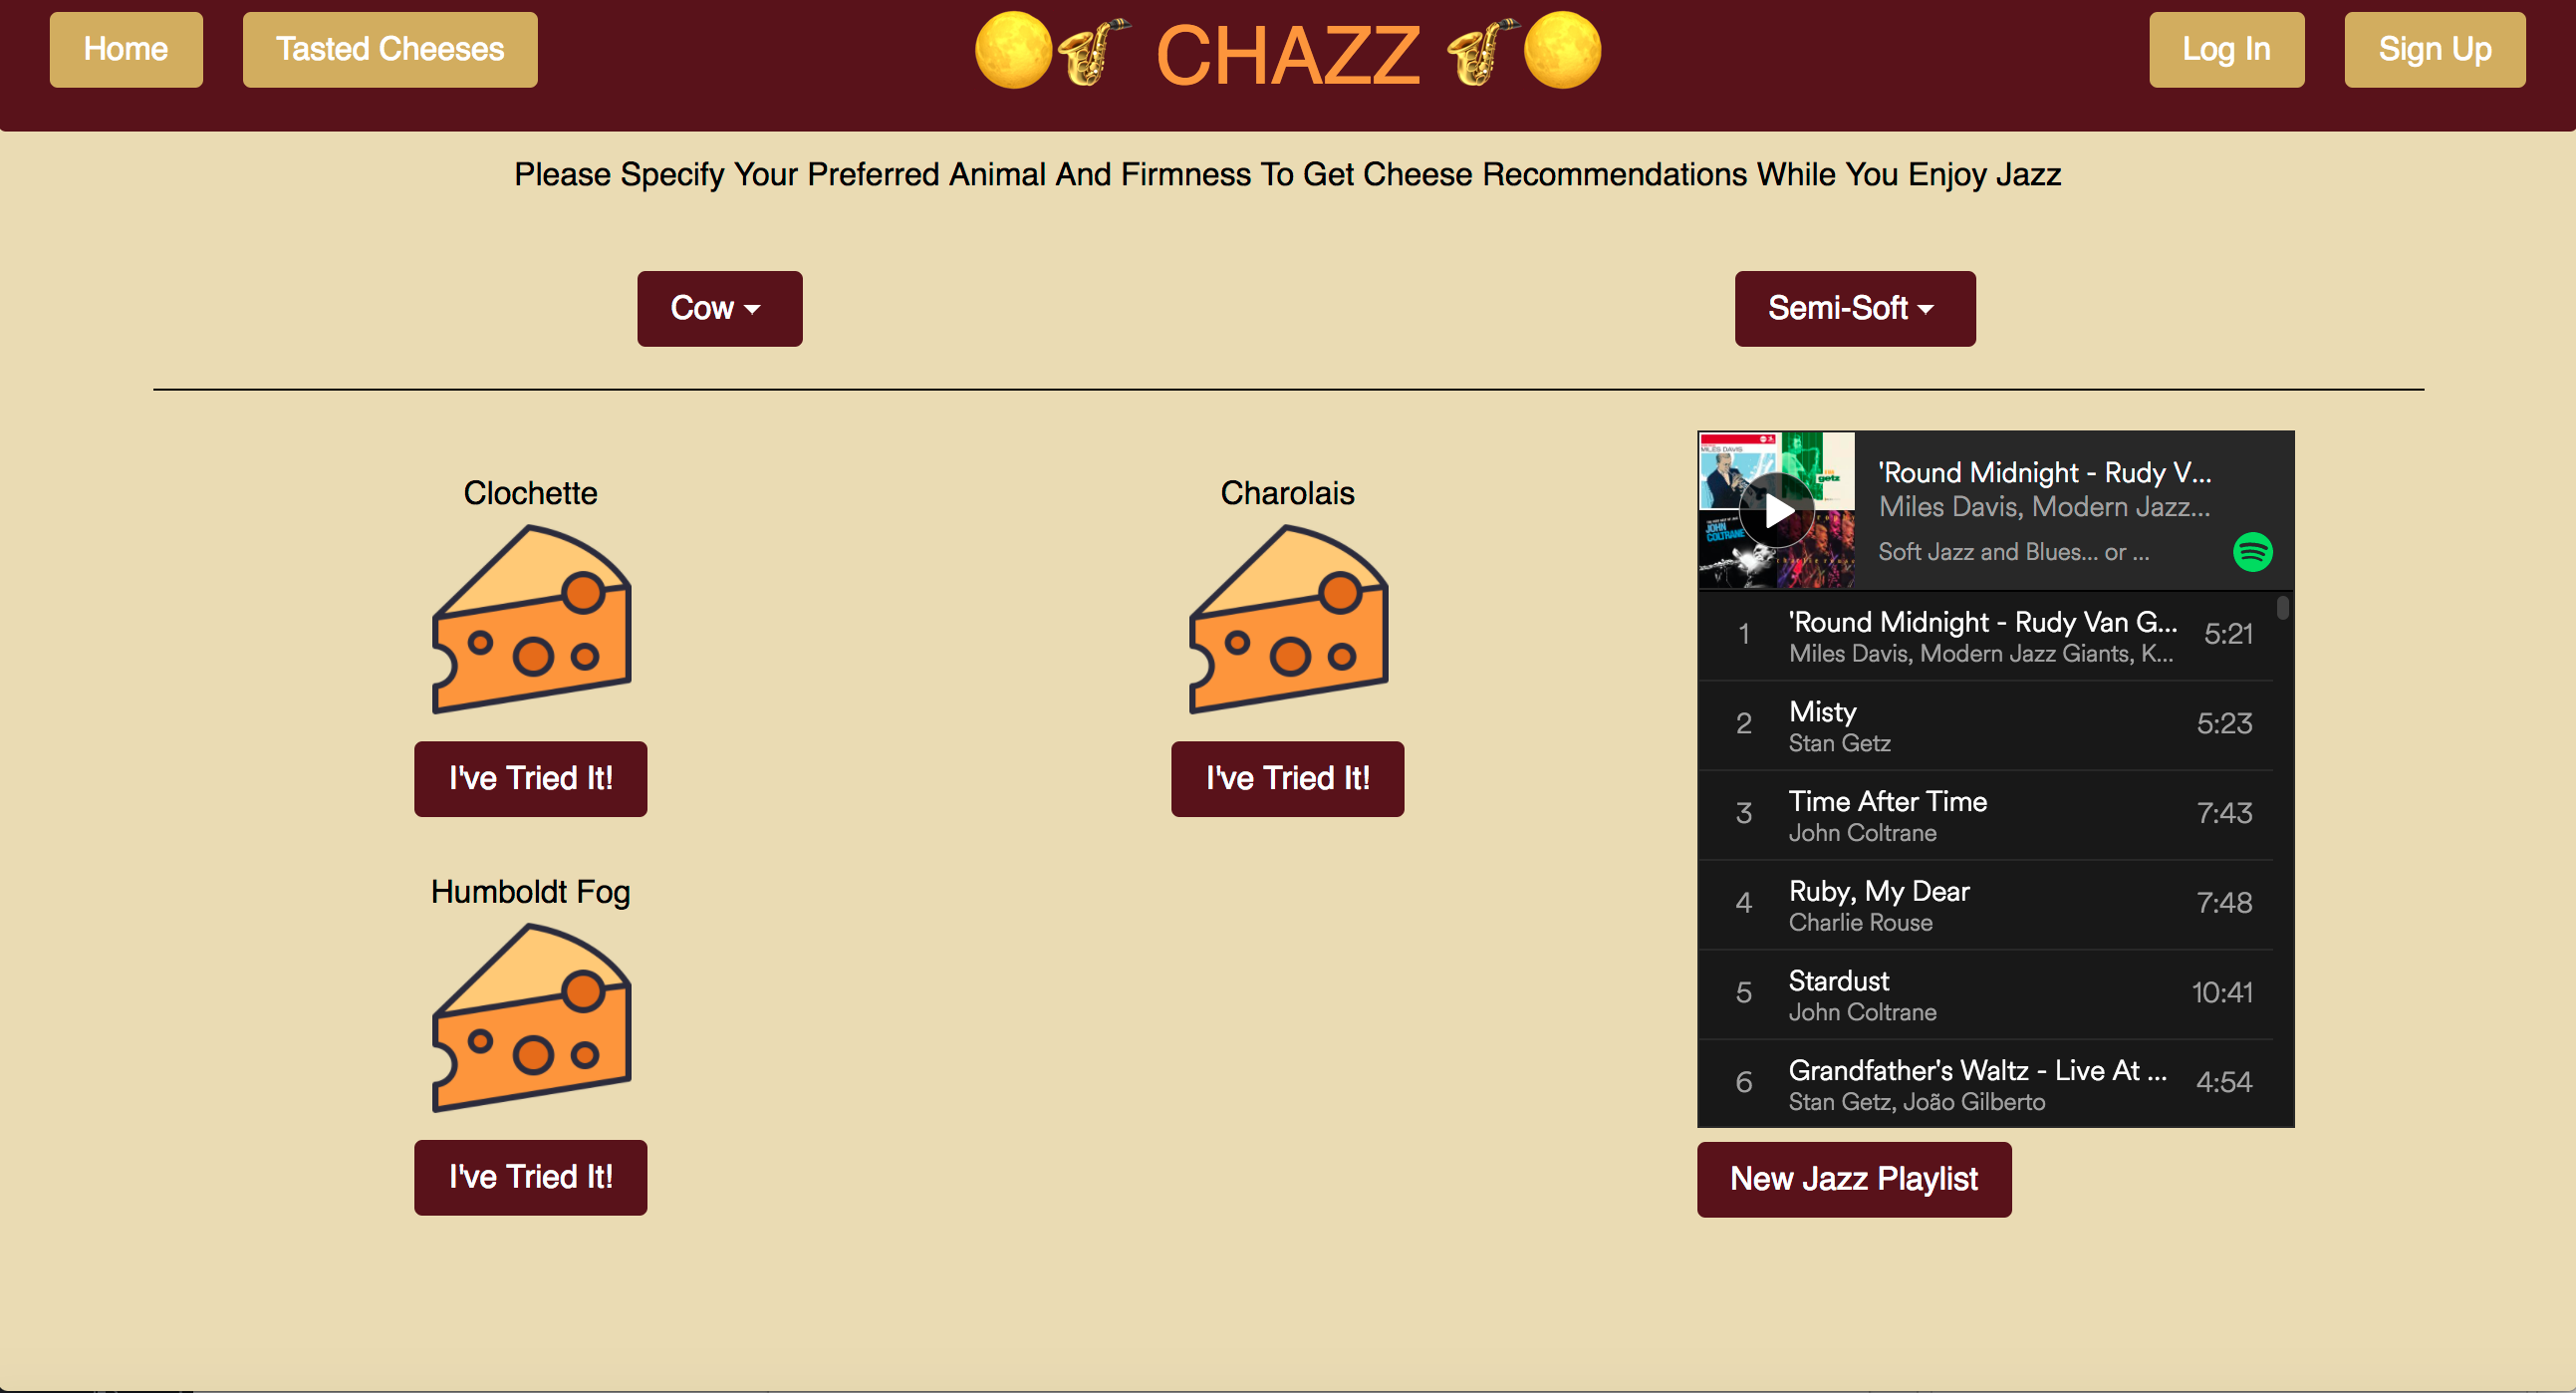 Home
Tasted Cheeses
CHAZZ
Log In
Sign Up
Please Specify Your Preferred Animal And Firmness To Get Cheese Recommendations While You Enjoy Jazz
Cow
Semi-Soft
Clochette
I've Tried It!
Charolais
I've Tried It!
Humboldt Fog
I've Tried It!
MILES DAVIS
getz
JOHN
COLTRANE
'Round Midnight - Rudy V...
Miles Davis, Modern Jazz...
Soft Jazz and Blues... or ...
1 'Round Midnight - Rudy Van G... 5:21
Miles Davis, Modern Jazz Giants, K...
2 Misty 5:23
Stan Getz
3 Time After Time 7:43
John Coltrane
4 Ruby, My Dear 7:48
Charlie Rouse
5 Stardust 10:41
John Coltrane
6 Grandfather's Waltz - Live At ... 4:54
Stan Getz, João Gilberto
New Jazz Playlist